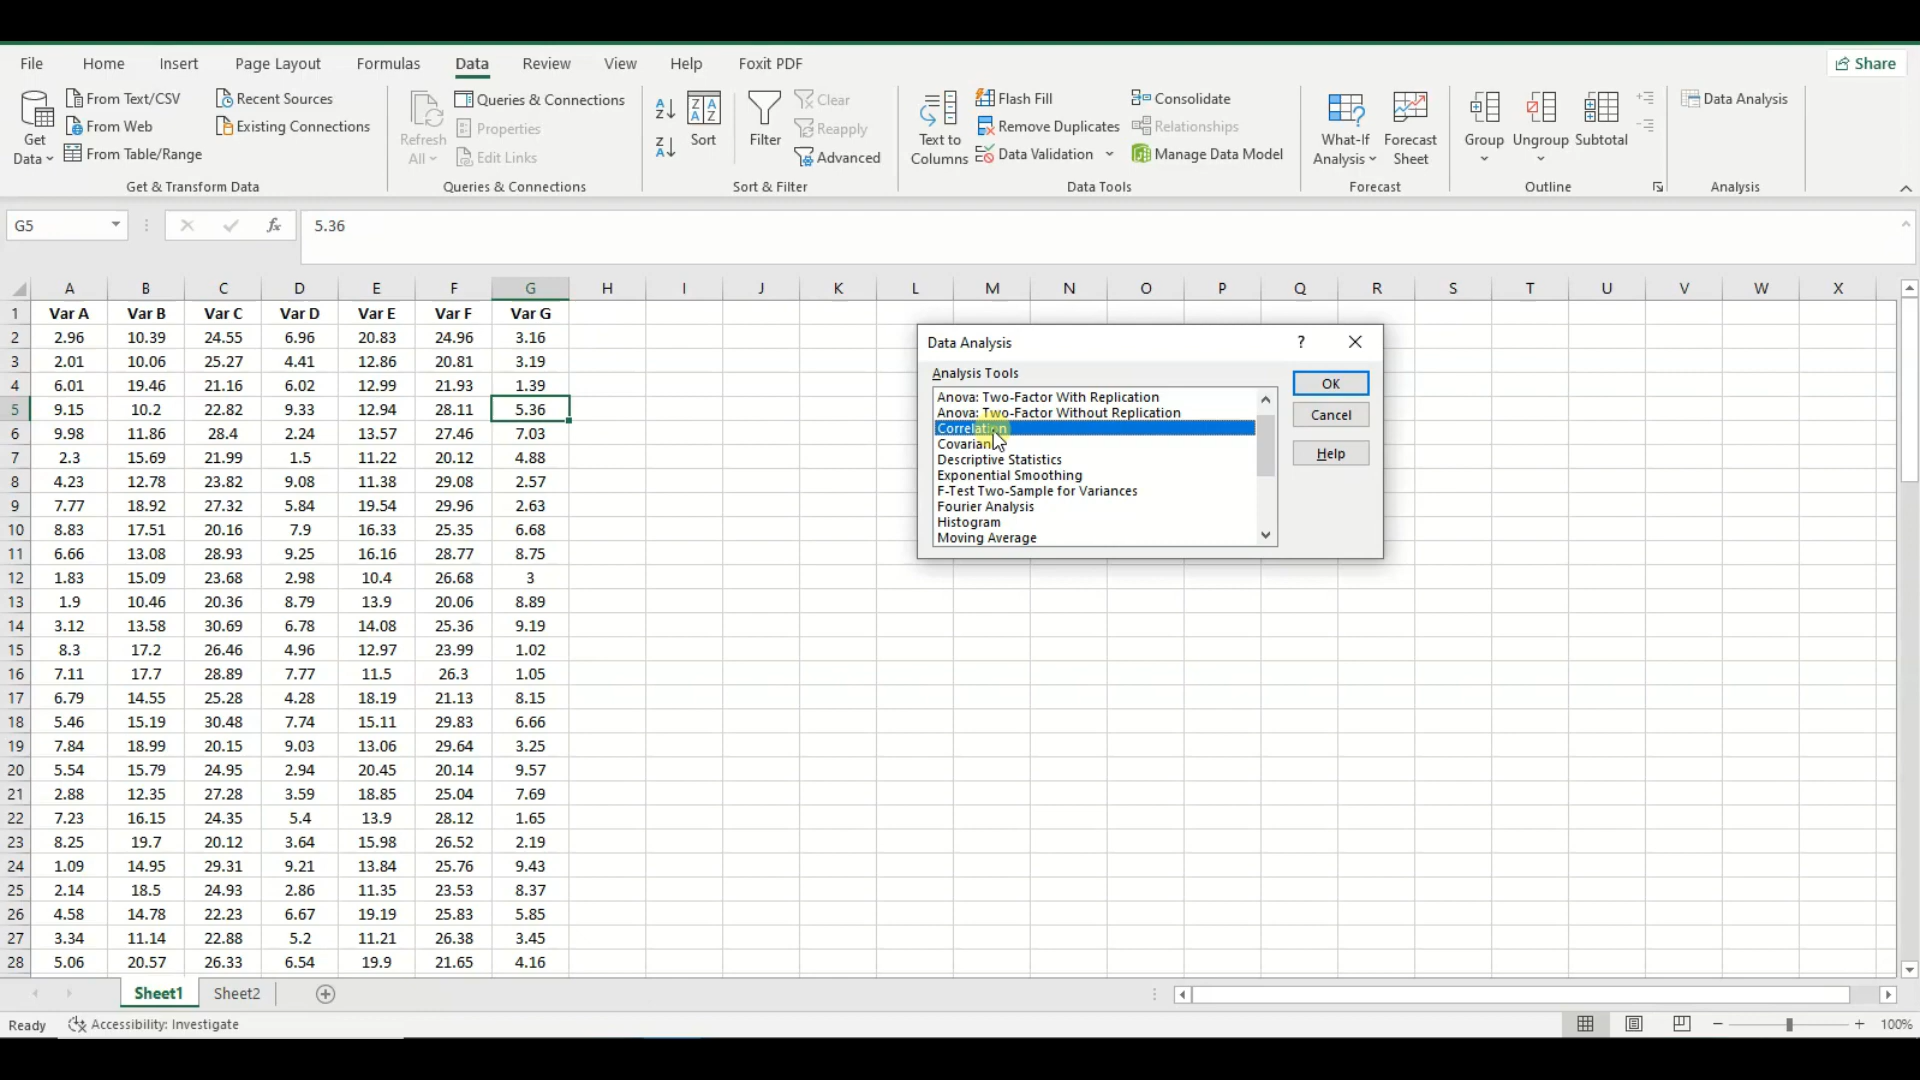 File Home Insert Page Layout Formulas Data Review View Help Foxit PDF Share
Get Data
From Text/CSV
From Web
From Table/Range
Recent Sources
Existing Connections
Get & Transform Data
Refresh All
Queries & Connections
Properties
Edit Links
Queries & Connections
Sort
Filter
Clear
Reapply
Advanced
Sort & Filter
Text to Columns
Flash Fill
Remove Duplicates
Data Validation
Consolidate
Relationships
Manage Data Model
Data Tools
What-If Analysis
Forecast Sheet
Forecast
Group
Ungroup
Subtotal
Outline
Data Analysis
Analysis
G5 fx 5.36
A B C D E F G H I J K L M N O P Q R S T U V W X
1 Var A Var B Var C Var D Var E Var F Var G
2 2.96 10.39 24.55 6.96 20.83 24.96 3.16
3 2.01 10.06 25.27 4.41 12.86 20.81 3.19
4 6.01 19.46 21.16 6.02 12.99 21.93 1.39
5 9.15 10.2 22.82 9.33 12.94 28.11 5.36
6 9.98 11.86 28.4 2.24 13.57 27.46 7.03
7 2.3 15.69 21.99 1.5 11.22 20.12 4.88
8 4.23 12.78 23.82 9.08 11.38 29.08 2.57
9 7.77 18.92 27.32 5.84 19.54 29.96 2.63
10 8.83 17.51 20.16 7.9 16.33 25.35 6.68
11 6.66 13.08 28.93 9.25 16.16 28.77 8.75
12 1.83 15.09 23.68 2.98 10.4 26.68 3
13 1.9 10.46 20.36 8.79 13.9 20.06 8.89
14 3.12 13.58 30.69 6.78 14.08 25.36 9.19
15 8.3 17.2 26.46 4.96 12.97 23.99 1.02
16 7.11 17.7 28.89 7.77 11.5 26.3 1.05
17 6.79 14.55 25.28 4.28 18.19 21.13 8.15
18 5.46 15.19 30.48 7.74 15.11 29.83 6.66
19 7.84 18.99 20.15 9.03 13.06 29.64 3.25
20 5.54 15.79 24.95 2.94 20.45 20.14 9.57
21 2.88 12.35 27.28 3.59 18.85 25.04 7.69
22 7.23 16.15 24.35 5.4 13.9 28.12 1.65
23 8.25 19.7 20.12 3.64 15.98 26.52 2.19
24 1.09 14.95 29.31 9.21 13.84 25.76 9.43
25 2.14 18.5 24.93 2.86 11.35 23.53 8.37
26 4.58 14.78 22.23 6.67 19.19 25.83 5.85
27 3.34 11.14 22.88 5.2 11.21 26.38 3.45
28 5.06 20.57 26.33 6.54 19.9 21.65 4.16
Data Analysis ?
Analysis Tools
Anova: Two-Factor With Replication
Anova: Two-Factor Without Replication
Correlation
Covarian
Descriptive Statistics
Exponential Smoothing
F-Test Two-Sample for Variances
Fourier Analysis
Histogram
Moving Average
OK
Cancel
Help
Sheet1 Sheet2
Ready Accessibility: Investigate 100%